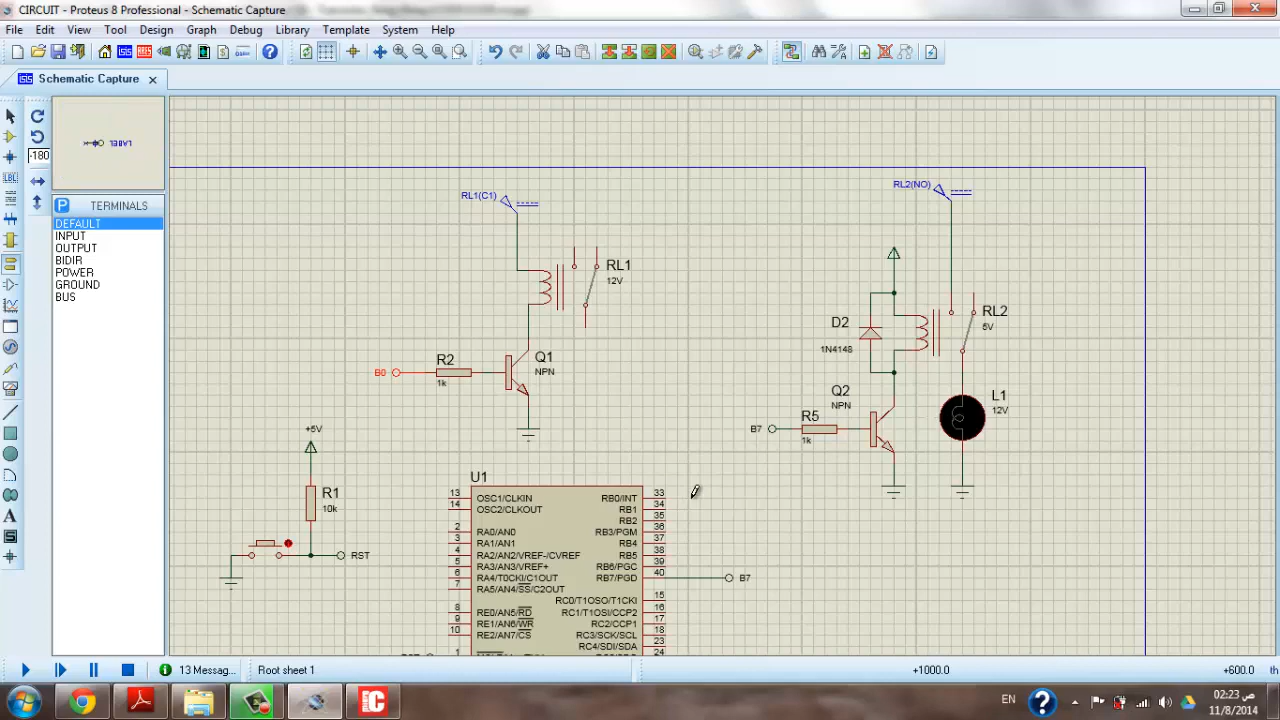 CIRCUIT - Proteus 8 Professional - Schematic Capture
File Edit View Tool Design Graph Debug Library Template System Help
Schematic Capture
-180
LABEL
P TERMINALS
DEFAULT
INPUT
OUTPUT
BIDIR
POWER
GROUND
BUS
RL1(C1)
RL2(NO)
RL1
12V
RL2
5V
D2
1N4148
R2
1k
B0
Q1
NPN
Q2
NPN
L1
12V
R5
1k
B7
+5V
R1
10k
RST
U1
13 OSC1/CLKIN RB0/INT 33
14 OSC2/CLKOUT RB1 34
RB2 35
2 RA0/AN0 RB3/PGM 36
3 RA1/AN1 RB4 37
4 RA2/AN2/VREF-/CVREF RB5 38
5 RA3/AN3/VREF+ RB6/PGC 39
6 RA4/T0CKI/C1OUT RB7/PGD 40 B7
7 RA5/AN4/SS/C2OUT
RC0/T1OSO/T1CKI 15
8 RE0/AN5/RD RC1/T1OSI/CCP2 16
9 RE1/AN6/WR RC2/CCP1 17
10 RE2/AN7/CS RC3/SCK/SCL 18
RC4/SDI/SDA 23
1 24
13 Messag...
Root sheet 1
+1000.0
+600.0
th
EN
02:23 ص
11/8/2014